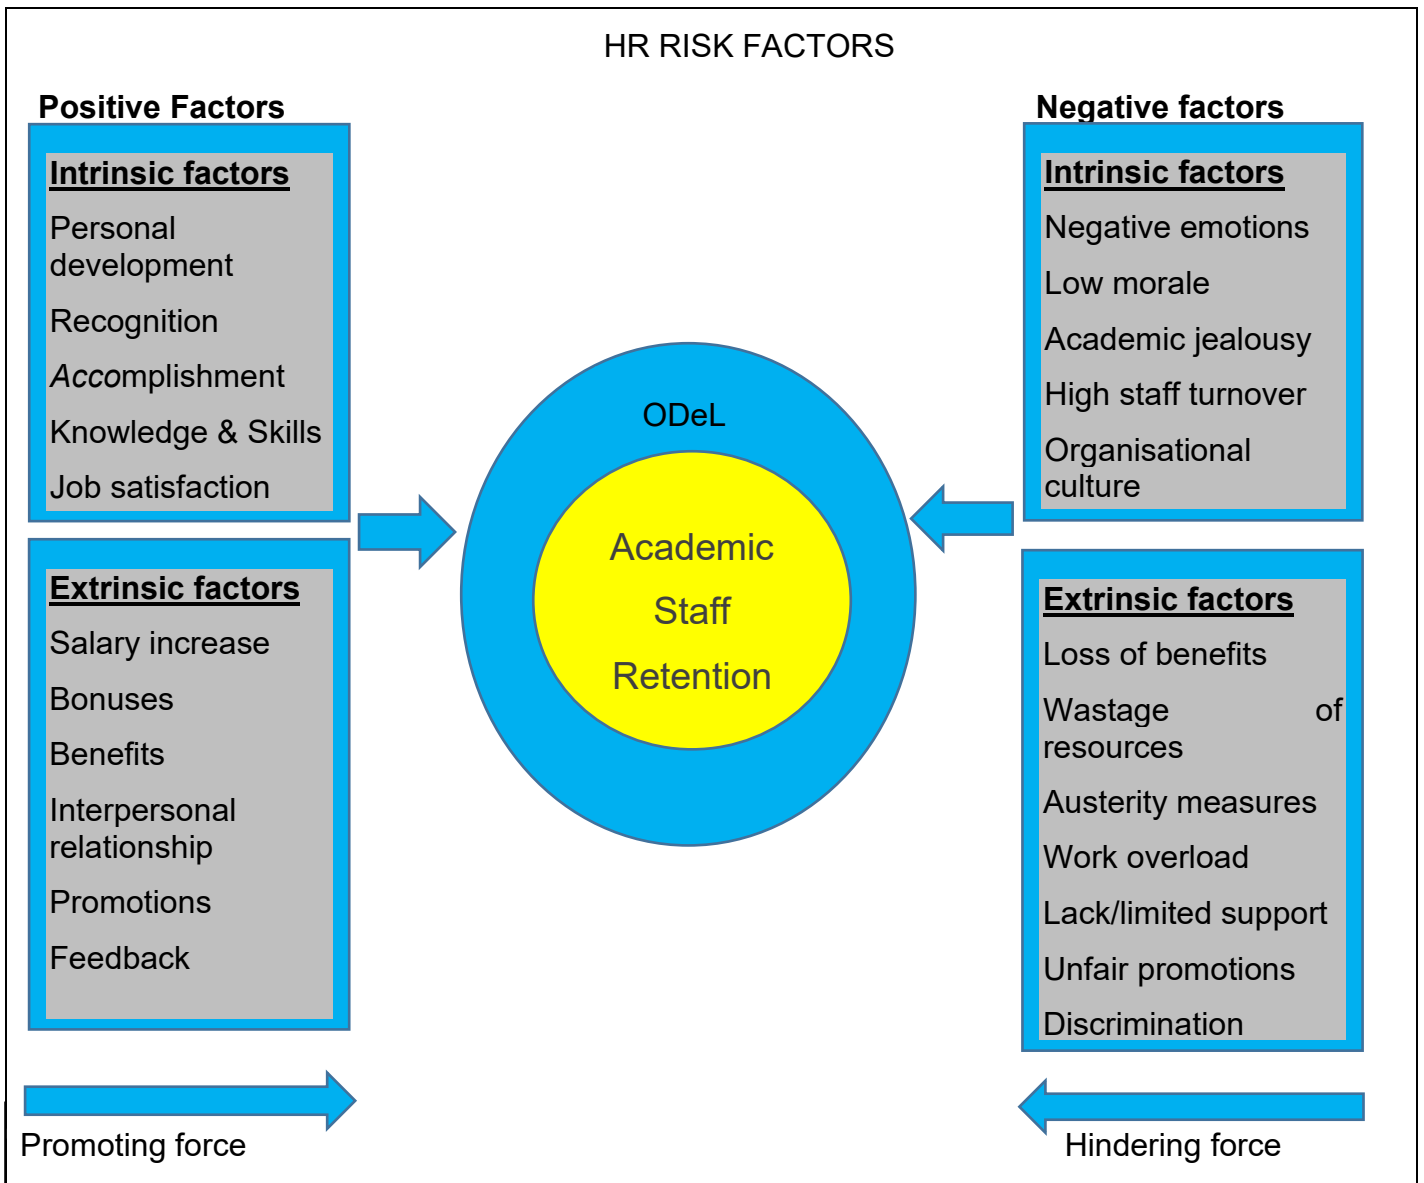 HR RISK FACTORS
Positive Factors
Intrinsic factors
Personal
development
Recognition
Accomplishment
Knowledge & Skills
Job satisfaction
Extrinsic factors
Salary increase
Bonuses
Benefits
Interpersonal
relationship
Promotions
Feedback
Promoting force
ODeL
Academic
Staff
Retention
Negative factors
Intrinsic factors
Negative emotions
Low morale
Academic jealousy
High staff turnover
Organisational
culture
Extrinsic factors
Loss of benefits
Wastage of
resources
Austerity measures
Work overload
Lack/limited support
Unfair promotions
Discrimination
Hindering force